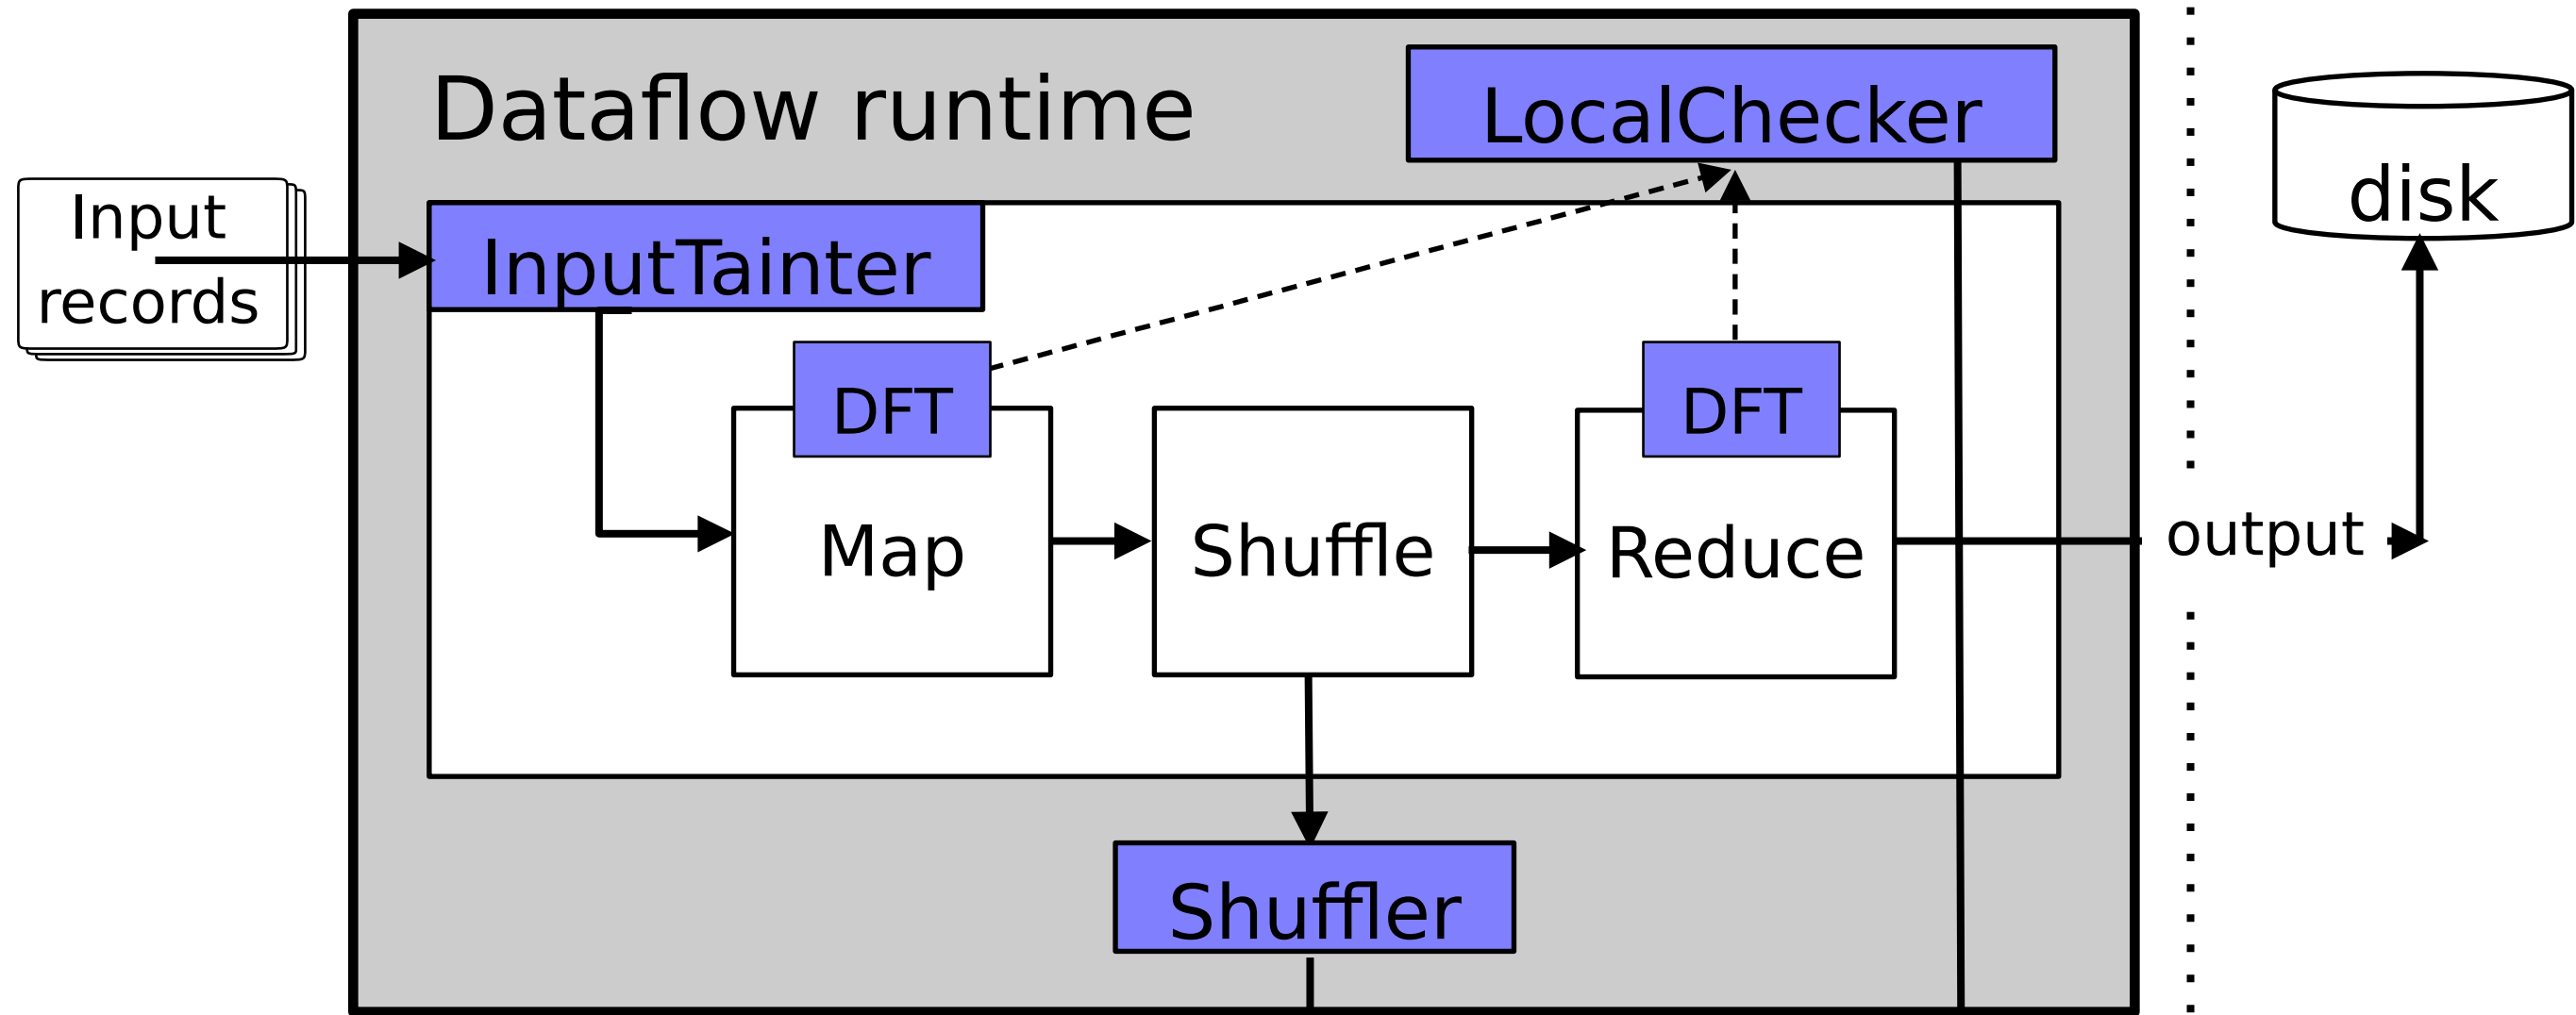 Dataflow runtime
LocalChecker
disk
Input
records
InputTainter
DFT
DFT
Map
Shuffle
Reduce
output
Shuffler